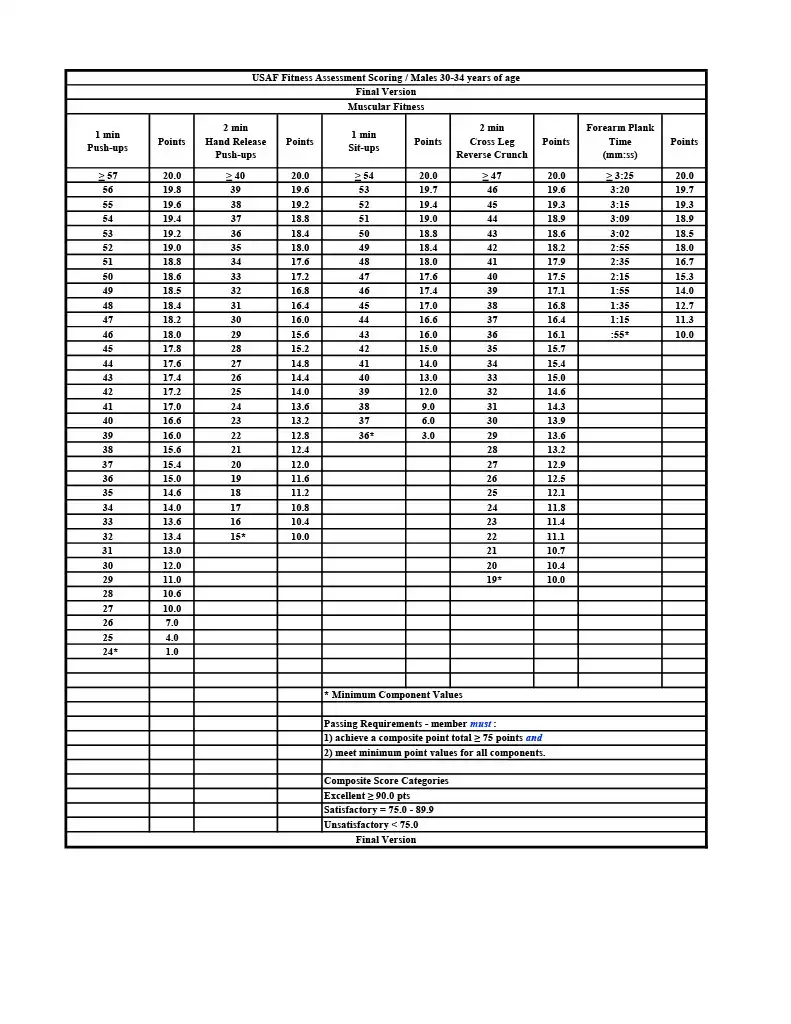 USAF Fitness Assessment Scoring / Males 30-34 years of age
Final Version
Muscular Fitness
1 min Push-ups Points 2 min Hand Release Push-ups Points 1 min Sit-ups Points 2 min Cross Leg Reverse Crunch Points Forearm Plank Time (mm:ss) Points
≥ 57 20.0 ≥ 40 20.0 ≥ 54 20.0 ≥ 47 20.0 ≥ 3:25 20.0
56 19.8 39 19.6 53 19.7 46 19.6 3:20 19.7
55 19.6 38 19.2 52 19.4 45 19.3 3:15 19.3
54 19.4 37 18.8 51 19.0 44 18.9 3:09 18.9
53 19.2 36 18.4 50 18.8 43 18.6 3:02 18.5
52 19.0 35 18.0 49 18.4 42 18.2 2:55 18.0
51 18.8 34 17.6 48 18.0 41 17.9 2:35 16.7
50 18.6 33 17.2 47 17.6 40 17.5 2:15 15.3
49 18.5 32 16.8 46 17.4 39 17.1 1:55 14.0
48 18.4 31 16.4 45 17.0 38 16.8 1:35 12.7
47 18.2 30 16.0 44 16.6 37 16.4 1:15 11.3
46 18.0 29 15.6 43 16.0 36 16.1 :55* 10.0
45 17.8 28 15.2 42 15.0 35 15.7
44 17.6 27 14.8 41 14.0 34 15.4
43 17.4 26 14.4 40 13.0 33 15.0
42 17.2 25 14.0 39 12.0 32 14.6
41 17.0 24 13.6 38 9.0 31 14.3
40 16.6 23 13.2 37 6.0 30 13.9
39 16.0 22 12.8 36* 3.0 29 13.6
38 15.6 21 12.4 28 13.2
37 15.4 20 12.0 27 12.9
36 15.0 19 11.6 26 12.5
35 14.6 18 11.2 25 12.1
34 14.0 17 10.8 24 11.8
33 13.6 16 10.4 23 11.4
32 13.4 15* 10.0 22 11.1
31 13.0 21 10.7
30 12.0 20 10.4
29 11.0 19* 10.0
28 10.6
27 10.0
26 7.0
25 4.0
24* 1.0
* Minimum Component Values
Passing Requirements - member must :
1) achieve a composite point total ≥ 75 points and
2) meet minimum point values for all components.
Composite Score Categories
Excellent ≥ 90.0 pts
Satisfactory = 75.0 - 89.9
Unsatisfactory < 75.0
Final Version